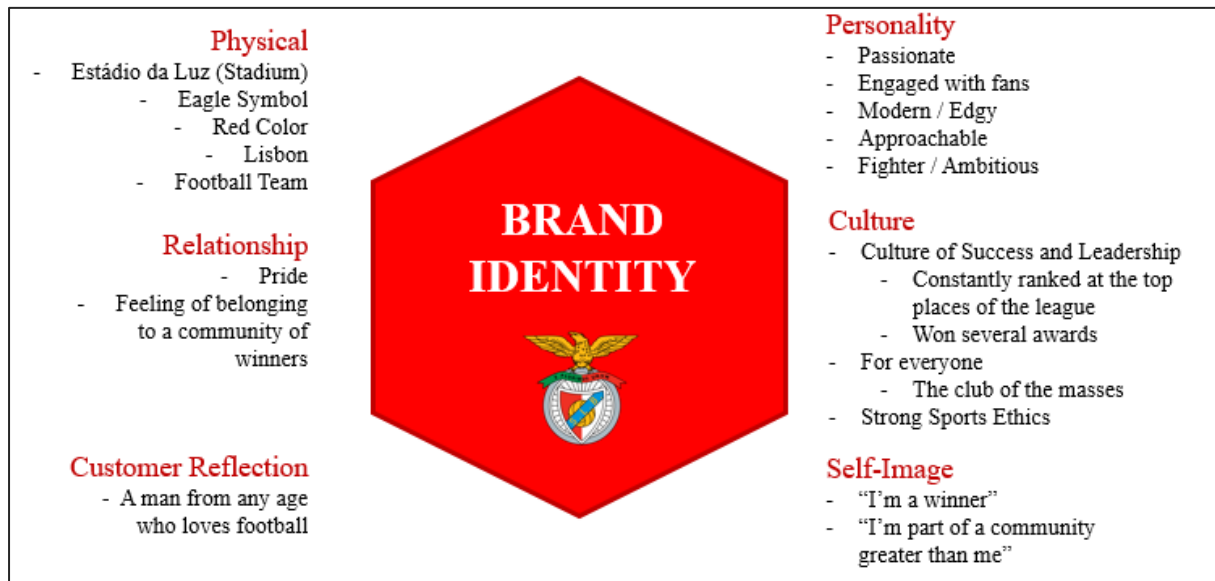 Physical
- Estádio da Luz (Stadium)
- Eagle Symbol
- Red Color
- Lisbon
- Football Team
Relationship
- Pride
- Feeling of belonging
to a community of
winners
Customer Reflection
- A man from any age
who loves football
BRAND
IDENTITY
Personality
- Passionate
- Engaged with fans
- Modern / Edgy
- Approachable
- Fighter / Ambitious
Culture
- Culture of Success and Leadership
- Constantly ranked at the top
places of the league
- Won several awards
- For everyone
- The club of the masses
- Strong Sports Ethics
Self-Image
- “I’m a winner”
- “I’m part of a community
greater than me”